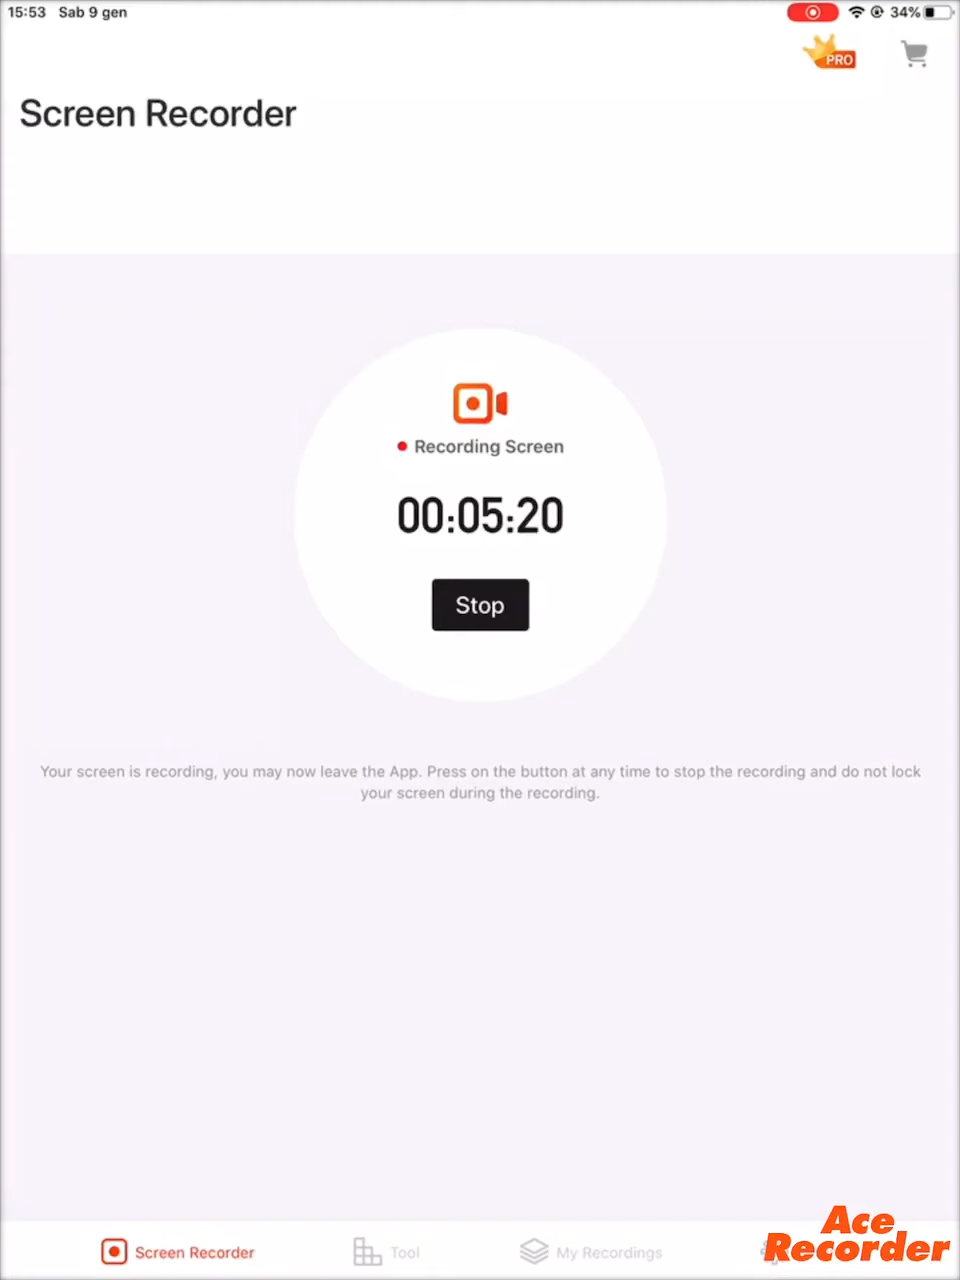 15:53 Sab 9 gen 34%
PRO
Screen Recorder
Recording Screen
00:05:20
Stop
Your screen is recording, you may now leave the App. Press on the button at any time to stop the recording and do not lock
your screen during the recording.
Screen Recorder Tool My Recordings
Ace
Recorder